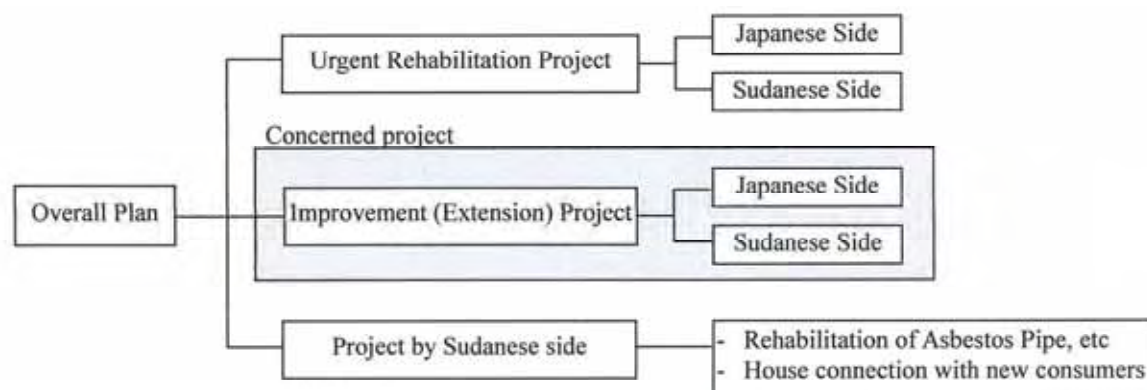 Urgent Rehabilitation Project
Japanese Side
Sudanese Side
Concerned project
Overall Plan
Improvement (Extension) Project
Japanese Side
Sudanese Side
Project by Sudanese side
- Rehabilitation of Asbestos Pipe, etc
- House connection with new consumers